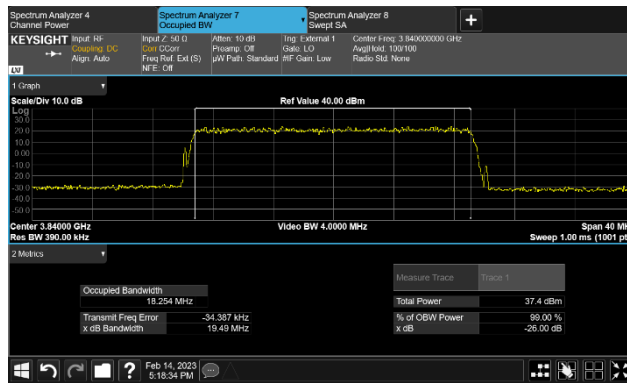 Spectrum Analyzer 4
Channel Power
Spectrum Analyzer 7
Occupied BW
Spectrum Analyzer 8
Swept SA
KEYSIGHT
Input: RF
Coupling: DC
Align: Auto
Input Z: 50 Ω
Corr CCorr
Freq Ref: Ext (S)
NFE: Off
Atten: 10 dB
Preamp: Off
µW Path: Standard
Trig: External 1
Gate: LO
#IF Gain: Low
Center Freq: 3.840000000 GHz
Avg|Hold: 100/100
Radio Std: None
1 Graph
Scale/Div 10.0 dB
Ref Value 40.00 dBm
Log
30.0
20.0
10.0
0.00
-10.0
-20.0
-30.0
-40.0
-50.0
Center 3.84000 GHz
Video BW 4.0000 MHz
Span 40 MH
Res BW 390.00 kHz
Sweep 1.00 ms (1001 pt
2 Metrics
Measure Trace
Trace 1
Occupied Bandwidth
18.254 MHz
Total Power
37.4 dBm
Transmit Freq Error
-34.387 kHz
% of OBW Power
99.00 %
x dB Bandwidth
19.49 MHz
x dB
-26.00 dB
Feb 14, 2023
5:18:34 PM